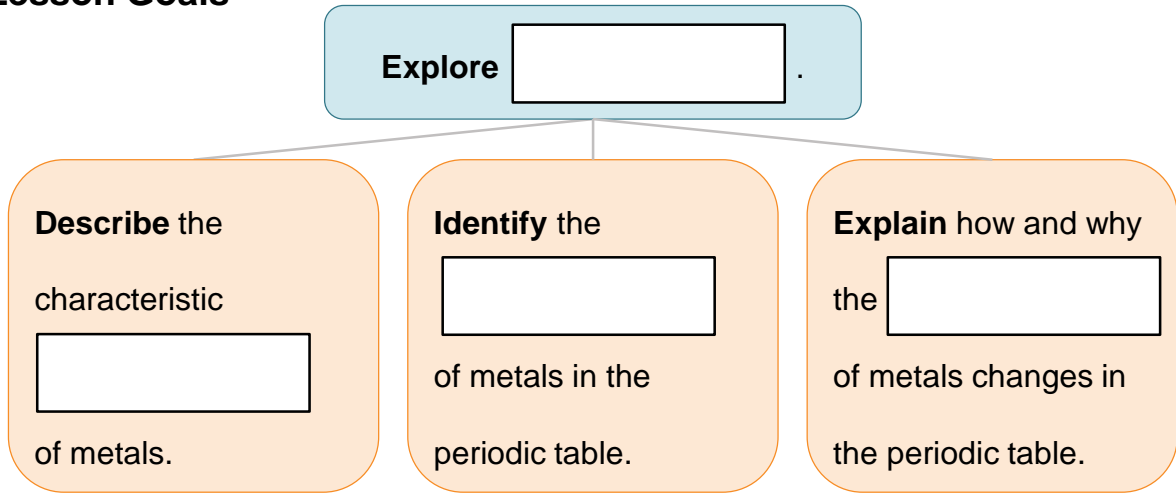 Lesson Goals
Explore .
Describe the
characteristic
of metals.
Identify the
of metals in the
periodic table.
Explain how and why
the
of metals changes in
the periodic table.